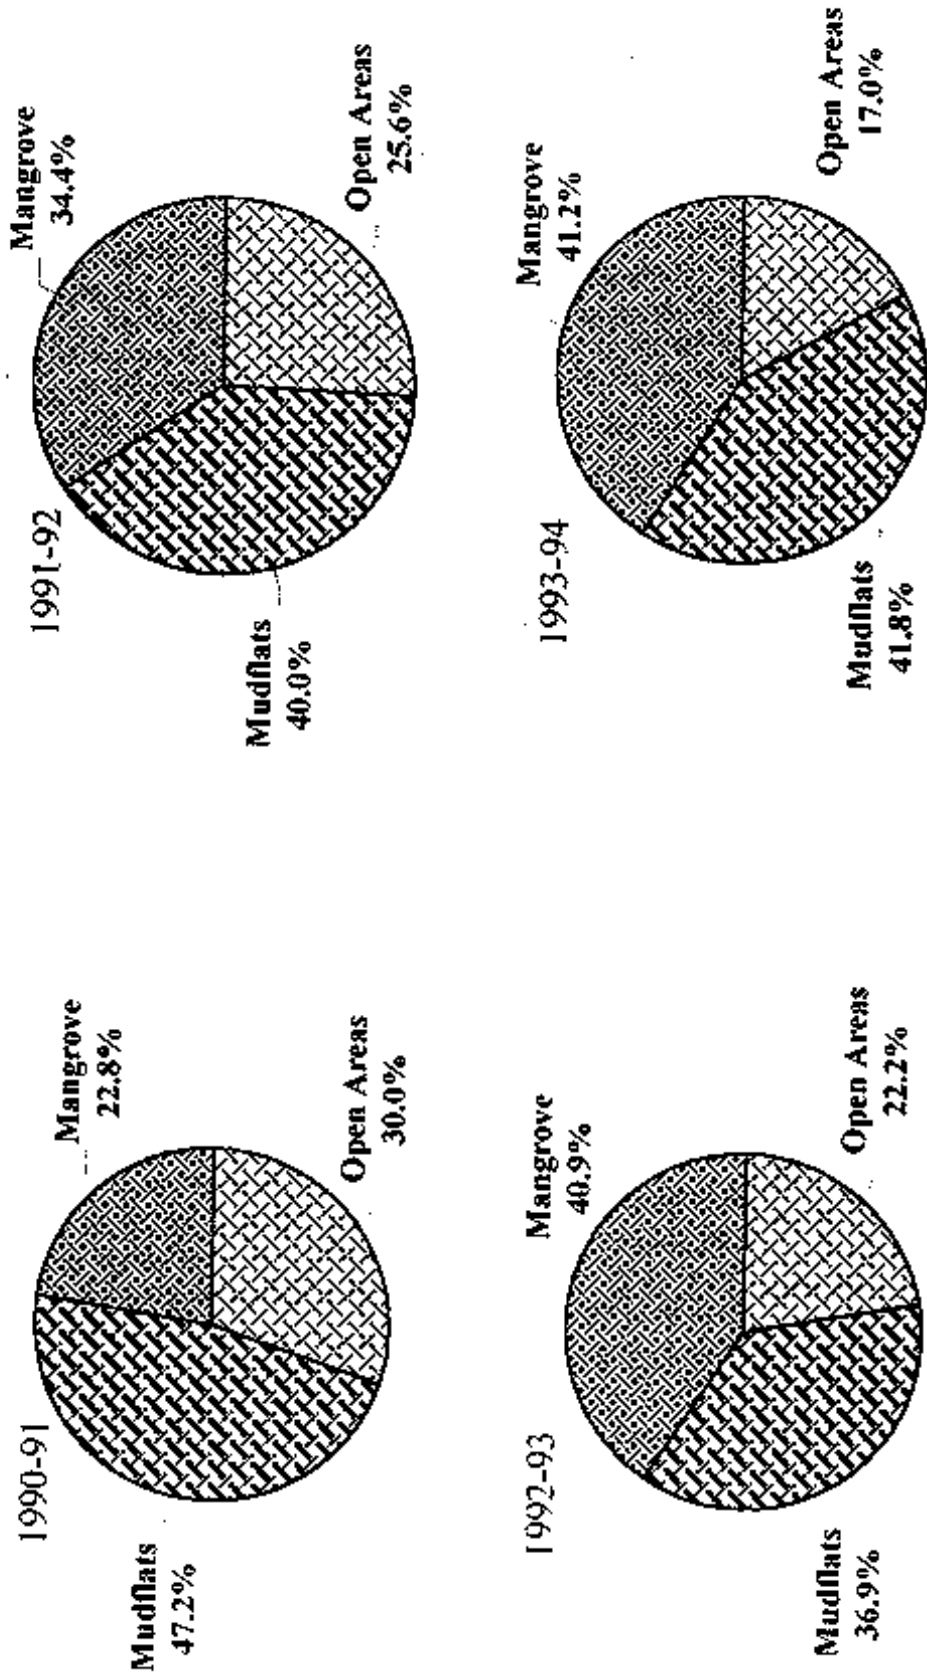 1990-91
Mangrove
22.8%
Mudflats
47.2%
Open Areas
30.0%
1991-92
Mangrove
34.4%
Mudflats
40.0%
Open Areas
25.6%
1992-93
Mangrove
40.9%
Mudflats
36.9%
Open Areas
22.2%
1993-94
Mangrove
41.2%
Mudflats
41.8%
Open Areas
17.0%